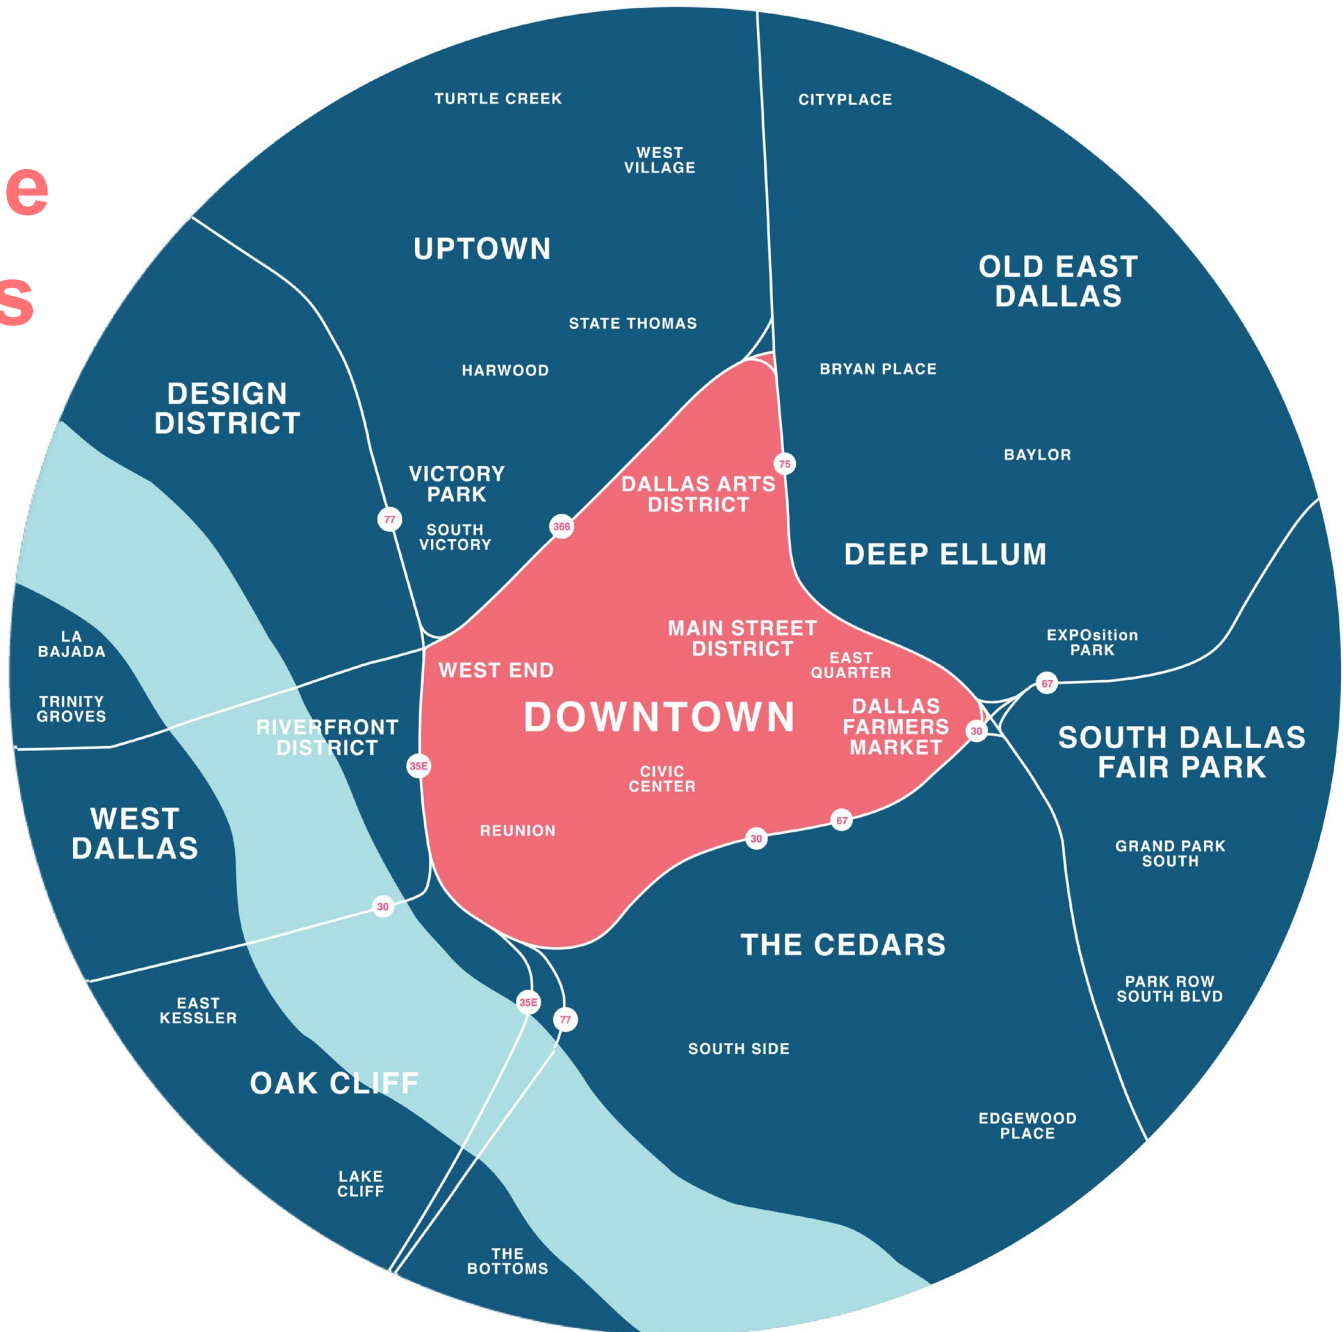 e
s
TURTLE CREEK
CITYPLACE
WEST
VILLAGE
UPTOWN
OLD EAST
DALLAS
STATE THOMAS
HARWOOD
BRYAN PLACE
DESIGN
DISTRICT
BAYLOR
75
VICTORY
PARK
DALLAS ARTS
DISTRICT
77
SOUTH
VICTORY
366
DEEP ELLUM
LA
BAJADA
MAIN STREET
DISTRICT
EXPOsition
PARK
WEST END
EAST
QUARTER
67
TRINITY
GROVES
RIVERFRONT
DISTRICT
DOWNTOWN
DALLAS
FARMERS
MARKET
30
SOUTH DALLAS
FAIR PARK
35E
CIVIC
CENTER
WEST
DALLAS
REUNION
30
67
GRAND PARK
SOUTH
30
THE CEDARS
PARK ROW
SOUTH BLVD
EAST
KESSLER
35E
77
SOUTH SIDE
OAK CLIFF
EDGEWOOD
PLACE
LAKE
CLIFF
THE
BOTTOMS